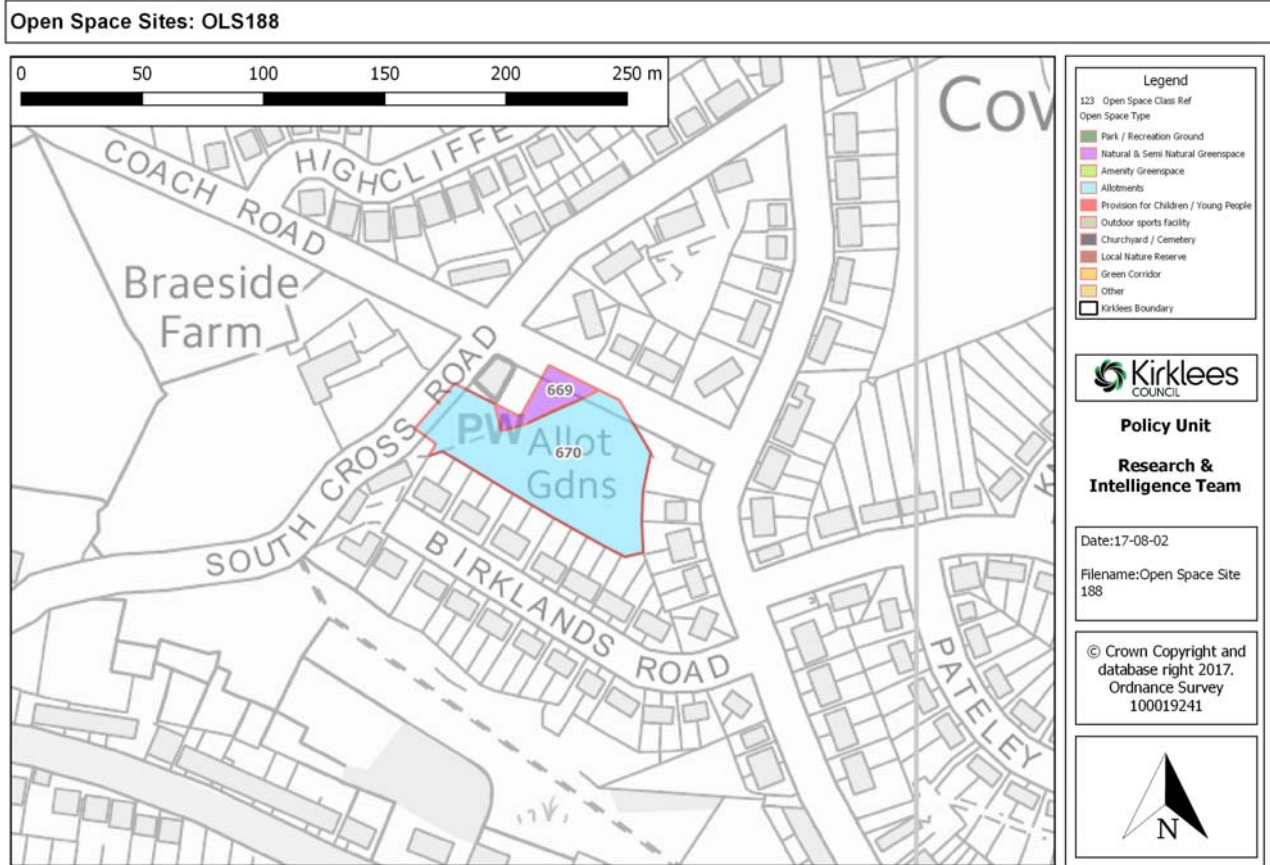 Open Space Sites: OLS188
0 50 100 150 200 250 m
COACH ROAD
HIGHCLIFFE
Cow
Braeside
Farm
SOUTH CROSS ROAD
669
PW
Allot
670
Gdns
BIRKLANDS ROAD
PATELEY
Legend
123 Open Space Class Ref
Open Space Type
Park / Recreation Ground
Natural & Semi Natural Greenspace
Amenity Greenspace
Allotments
Provision for Children / Young People
Outdoor sports facility
Churchyard / Cemetery
Local Nature Reserve
Green Corridor
Other
Kirklees Boundary
Kirklees
COUNCIL
Policy Unit
Research &
Intelligence Team
Date:17-08-02
Filename:Open Space Site
188
© Crown Copyright and
database right 2017.
Ordnance Survey
100019241
N